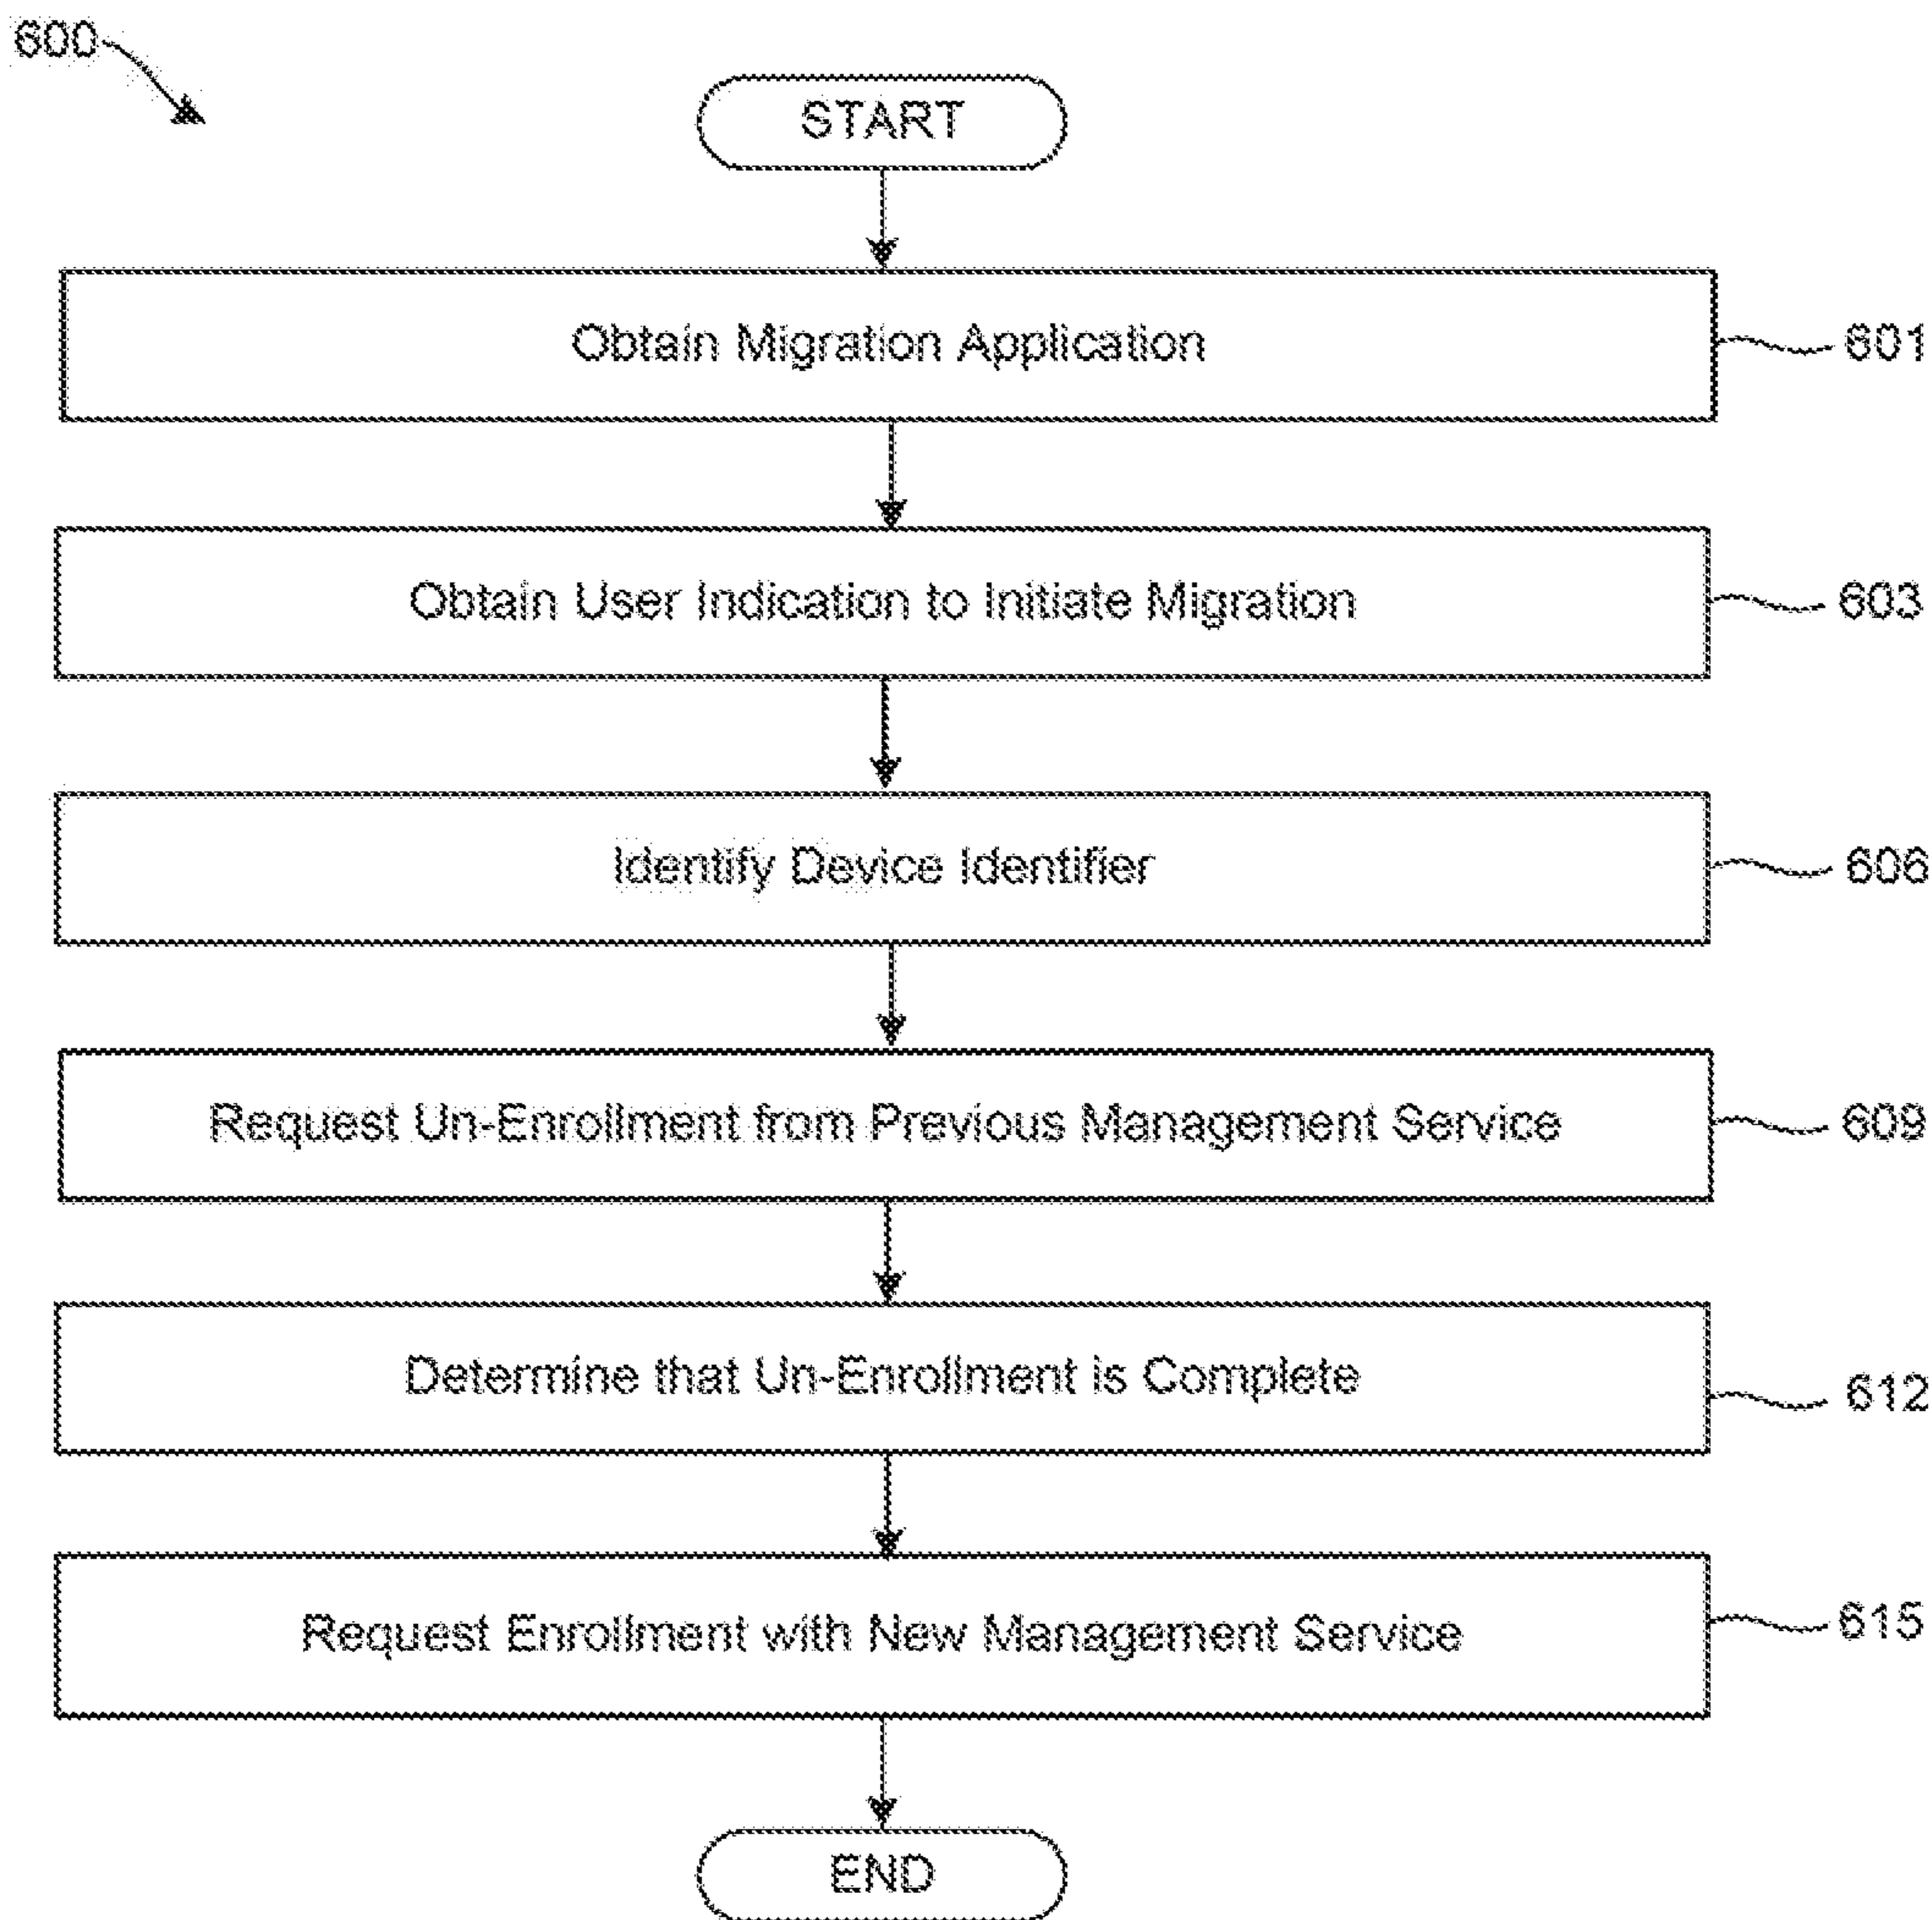 600
START
Obtain Migration Application
601
Obtain User Indication to Initiate Migration
603
Identify Device Identifier
606
Request Un-Enrollment from Previous Management Service
609
Determine that Un-Enrollment is Complete
612
Request Enrollment with New Management Service
615
END